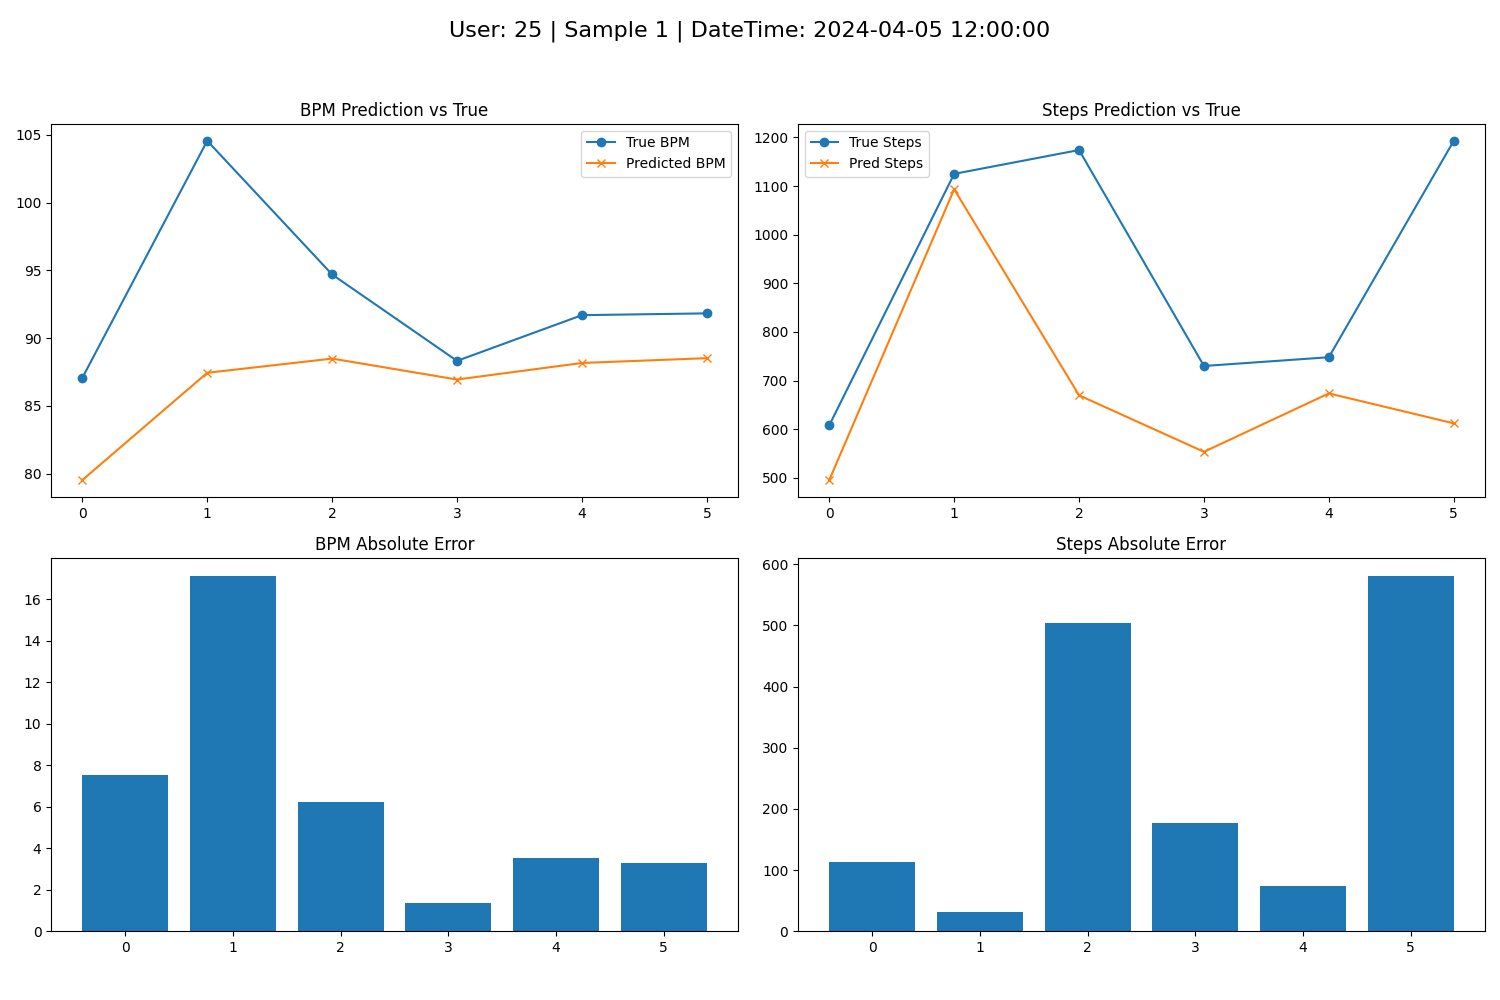 User: 25 | Sample 1 | DateTime: 2024-04-05 12:00:00
BPM Prediction vs True
105
100
95
90
85
80
0 1 2 3 4 5
True BPM
Predicted BPM
Steps Prediction vs True
1200
1100
1000
900
800
700
600
500
0 1 2 3 4 5
True Steps
Pred Steps
BPM Absolute Error
16
14
12
10
8
6
4
2
0
0 1 2 3 4 5
Steps Absolute Error
600
500
400
300
200
100
0
0 1 2 3 4 5